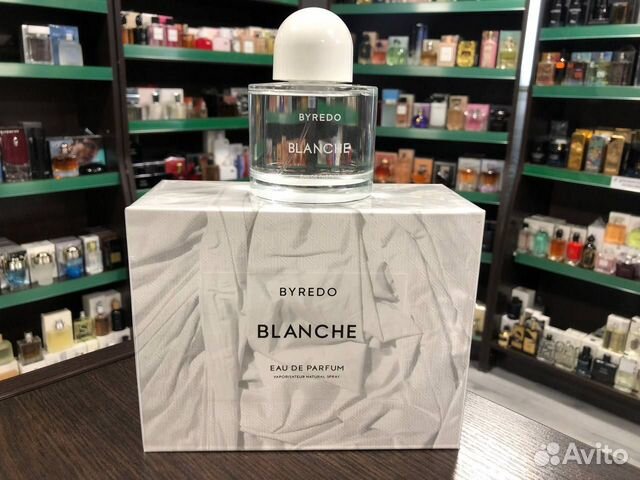 BYREDO
BLANCHE
BYREDO
BLANCHE
EAU DE PARFUM
VAPORISATEUR NATURAL SPRAY
Avito